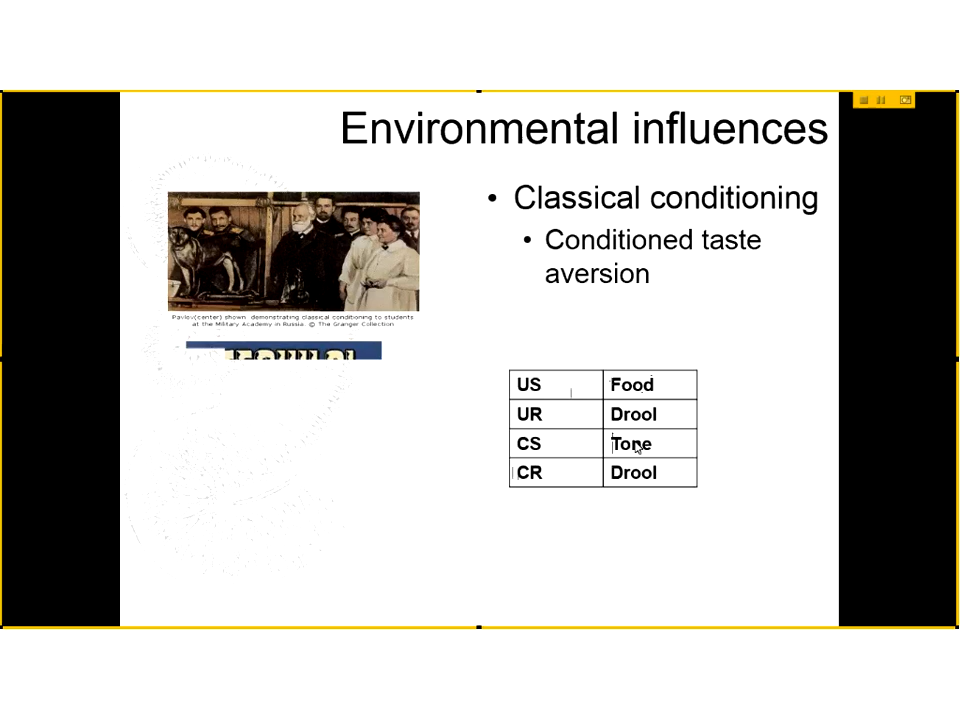 Environmental influences
• Classical conditioning
• Conditioned taste
aversion
Pavlov(center) shown demonstrating classical conditioning to students
at the Military Academy in Russia. © The Granger Collection
US Food
UR Drool
CS Tone
CR Drool